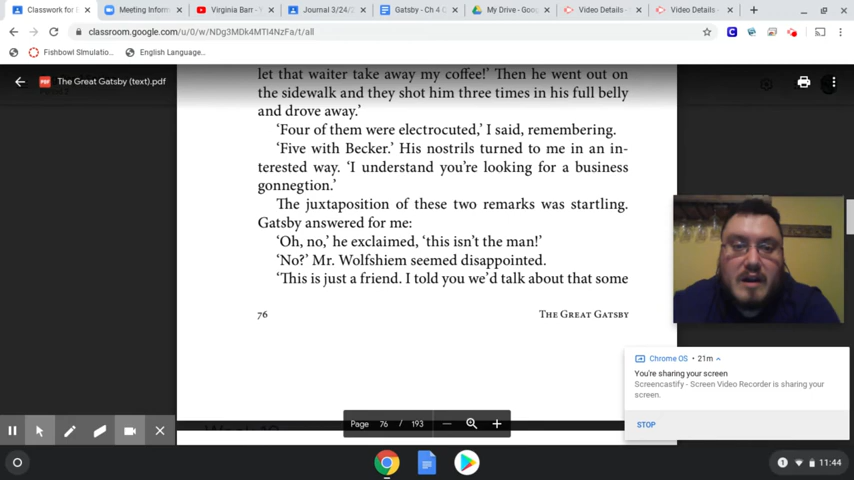 Classwork for
Meeting Inform
Virginia Barr -
Journal 3/24/2
Gatsby - Ch 4 C
My Drive - Goog
Video Details -
Video Details -
classroom.google.com/u/0/w/NDg3MDk4MTI4NzFa/t/all
Fishbowl SImulatio...
English Language...
The Great Gatsby (text).pdf
let that waiter take away my coffee!’ Then he went out on
the sidewalk and they shot him three times in his full belly
and drove away.’
‘Four of them were electrocuted,’ I said, remembering.
‘Five with Becker.’ His nostrils turned to me in an in-
terested way. ‘I understand you’re looking for a business
gonnegtion.’
The juxtaposition of these two remarks was startling.
Gatsby answered for me:
‘Oh, no,’ he exclaimed, ‘this isn’t the man!’
‘No?’ Mr. Wolfshiem seemed disappointed.
‘This is just a friend. I told you we’d talk about that some
76
The Great Gatsby
Chrome OS • 21m
You're sharing your screen
Screencastify - Screen Video Recorder is sharing your
screen.
STOP
Page 76 / 193
1 11:44